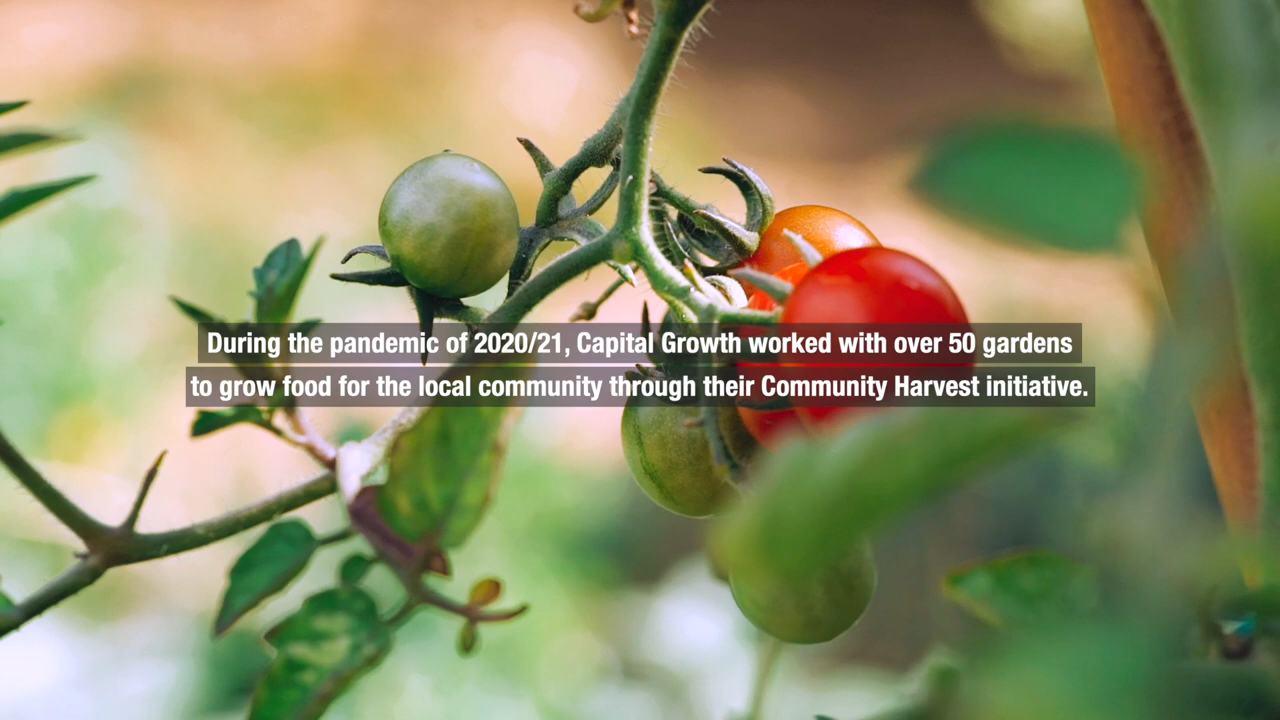 During the pandemic of 2020/21, Capital Growth worked with over 50 gardens
to grow food for the local community through their Community Harvest initiative.